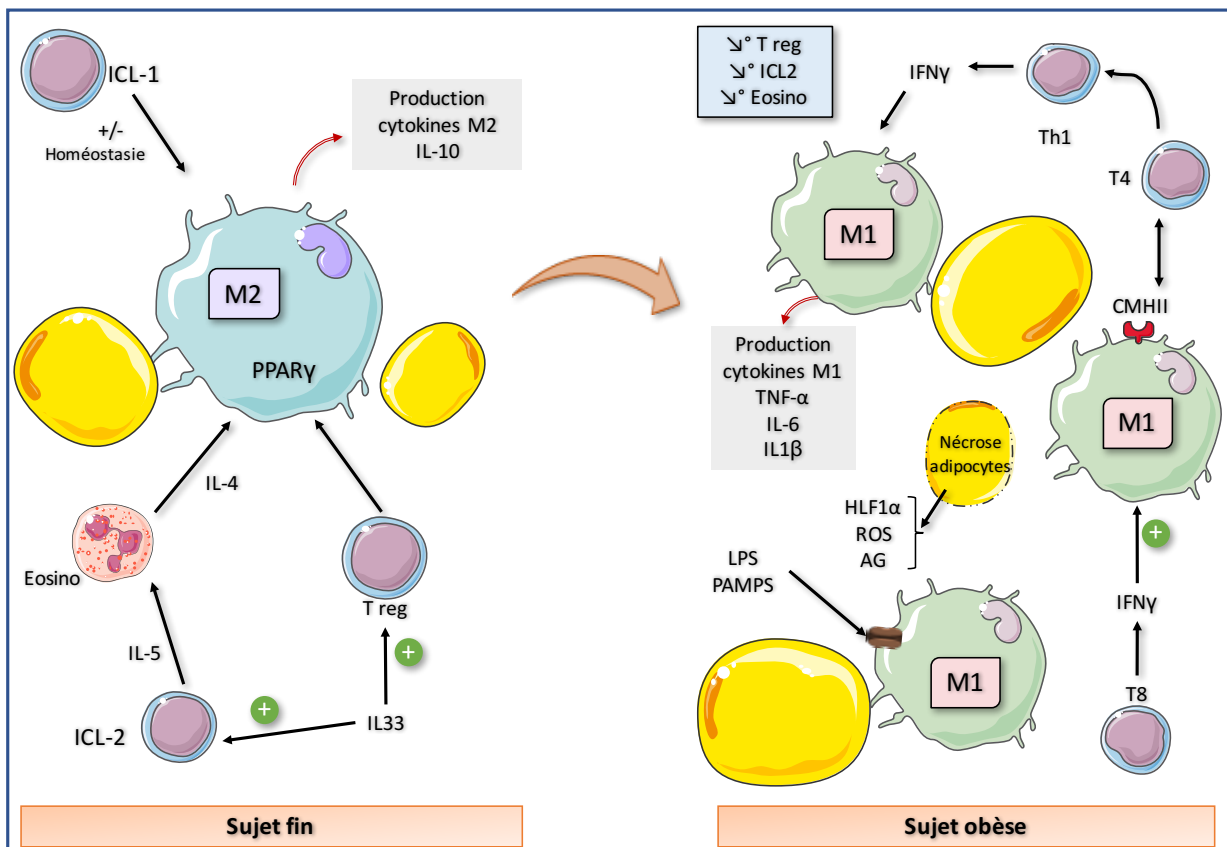 ICL-1
+/-
Homéostasie
Production
cytokines M2
IL-10
M2
PPARγ
IL-4
Eosino
T reg
IL-5
+
+
IL33
ICL-2
Sujet fin
↘° T reg
↘° ICL2
↘° Eosino
IFNγ
Th1
T4
M1
CMHII
Production
cytokines M1
TNF-α
IL-6
IL1β
M1
Nécrose
adipocytes
HLF1α
ROS
AG
+
LPS
PAMPS
IFNγ
M1
T8
Sujet obèse